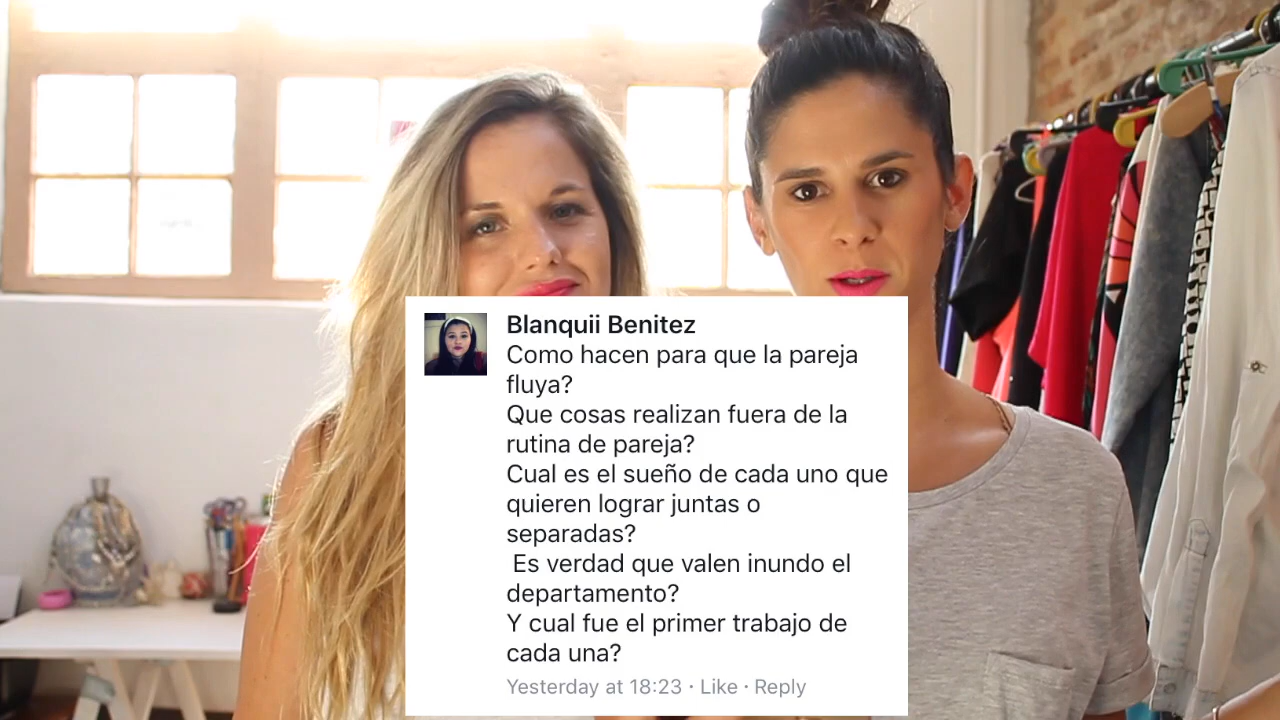 Blanquii Benitez
Como hacen para que la pareja
fluya?
Que cosas realizan fuera de la
rutina de pareja?
Cual es el sueño de cada uno que
quieren lograr juntas o
separadas?
Es verdad que valen inundo el
departamento?
Y cual fue el primer trabajo de
cada una?
Yesterday at 18:23 · Like · Reply